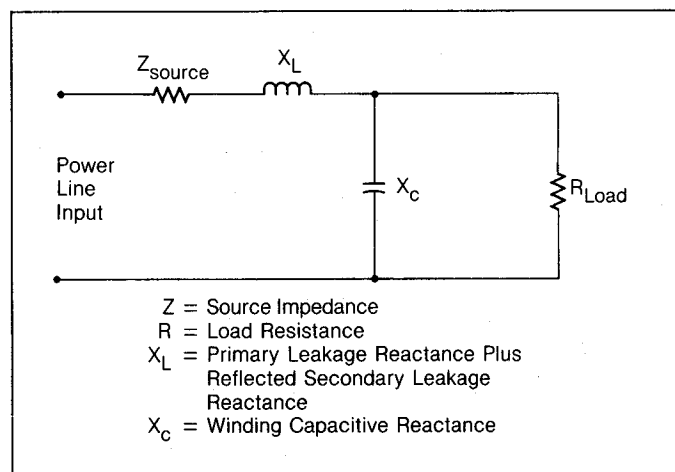 Z_source
X_L
Power
Line
Input
X_c
R_Load
Z = Source Impedance
R = Load Resistance
X_L = Primary Leakage Reactance Plus
Reflected Secondary Leakage
Reactance
X_c = Winding Capacitive Reactance